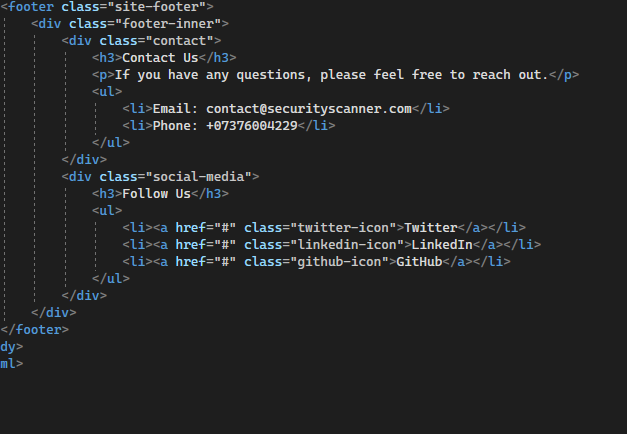 <footer class="site-footer">
<div class="footer-inner">
<div class="contact">
<h3>Contact Us</h3>
<p>If you have any questions, please feel free to reach out.</p>
<ul>
<li>Email: contact@securityscanner.com</li>
<li>Phone: +07376004229</li>
</ul>
</div>
<div class="social-media">
<h3>Follow Us</h3>
<ul>
<li><a href="#" class="twitter-icon">Twitter</a></li>
<li><a href="#" class="linkedin-icon">LinkedIn</a></li>
<li><a href="#" class="github-icon">GitHub</a></li>
</ul>
</div>
</div>
</footer>
dy>
ml>